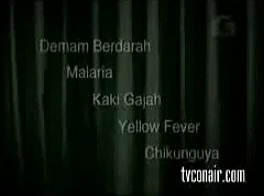 Demam Berdarah
Malaria
Kaki Gajah
Yellow Fever
Chikunguya
tvconair.com